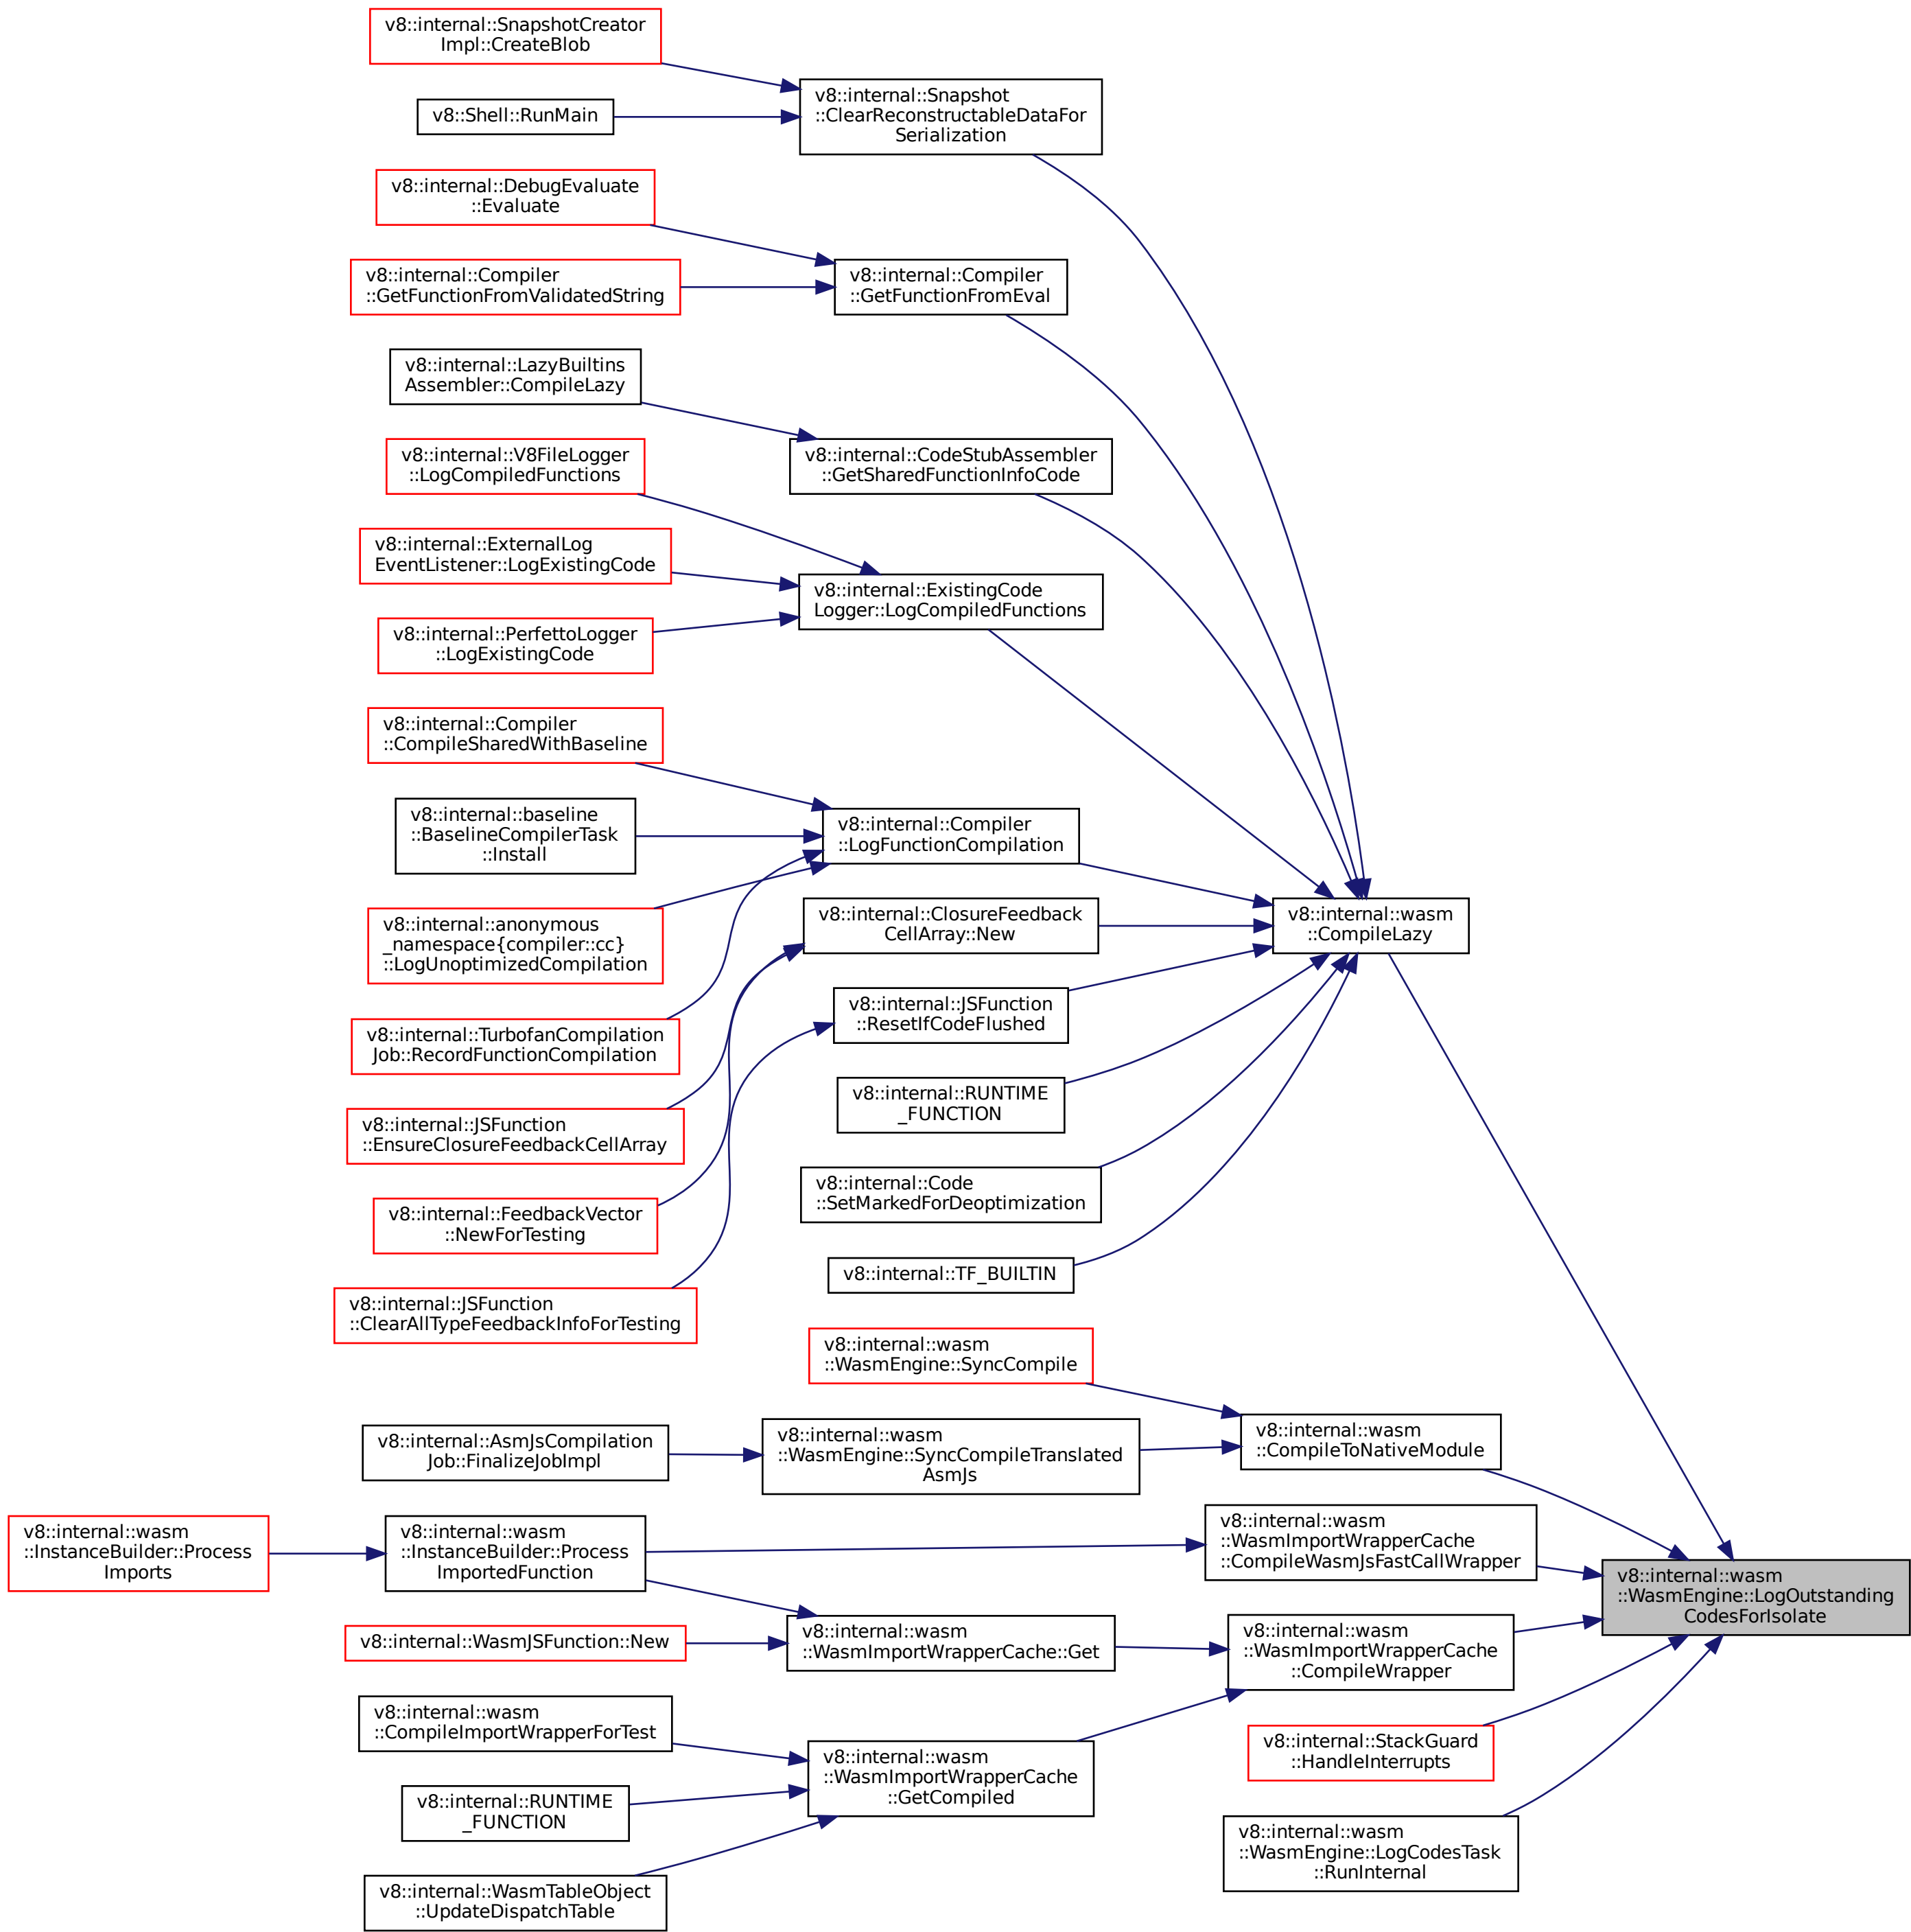 v8::internal::SnapshotCreator
Impl::CreateBlob
v8::internal::Snapshot
::ClearReconstructableDataFor
Serialization
v8::Shell::RunMain
v8::internal::DebugEvaluate
::Evaluate
v8::internal::Compiler
::GetFunctionFromValidatedString
v8::internal::Compiler
::GetFunctionFromEval
v8::internal::LazyBuiltins
Assembler::CompileLazy
v8::internal::V8FileLogger
::LogCompiledFunctions
v8::internal::CodeStubAssembler
::GetSharedFunctionInfoCode
v8::internal::ExternalLog
EventListener::LogExistingCode
v8::internal::ExistingCode
Logger::LogCompiledFunctions
v8::internal::PerfettoLogger
::LogExistingCode
v8::internal::Compiler
::CompileSharedWithBaseline
v8::internal::baseline
::BaselineCompilerTask
::Install
v8::internal::Compiler
::LogFunctionCompilation
v8::internal::anonymous
_namespace{compiler::cc}
::LogUnoptimizedCompilation
v8::internal::ClosureFeedback
CellArray::New
v8::internal::wasm
::CompileLazy
v8::internal::TurbofanCompilation
Job::RecordFunctionCompilation
v8::internal::JSFunction
::ResetIfCodeFlushed
v8::internal::JSFunction
::EnsureClosureFeedbackCellArray
v8::internal::RUNTIME
_FUNCTION
v8::internal::FeedbackVector
::NewForTesting
v8::internal::Code
::SetMarkedForDeoptimization
v8::internal::JSFunction
::ClearAllTypeFeedbackInfoForTesting
v8::internal::TF_BUILTIN
v8::internal::wasm
::WasmEngine::SyncCompile
v8::internal::AsmJsCompilation
Job::FinalizeJobImpl
v8::internal::wasm
::WasmEngine::SyncCompileTranslated
AsmJs
v8::internal::wasm
::CompileToNativeModule
v8::internal::wasm
::InstanceBuilder::Process
Imports
v8::internal::wasm
::InstanceBuilder::Process
ImportedFunction
v8::internal::wasm
::WasmImportWrapperCache
::CompileWasmJsFastCallWrapper
v8::internal::wasm
::WasmEngine::LogOutstanding
CodesForIsolate
v8::internal::WasmJSFunction::New
v8::internal::wasm
::WasmImportWrapperCache::Get
v8::internal::wasm
::WasmImportWrapperCache
::CompileWrapper
v8::internal::wasm
::CompileImportWrapperForTest
v8::internal::wasm
::WasmImportWrapperCache
::GetCompiled
v8::internal::StackGuard
::HandleInterrupts
v8::internal::RUNTIME
_FUNCTION
v8::internal::wasm
::WasmEngine::LogCodesTask
::RunInternal
v8::internal::WasmTableObject
::UpdateDispatchTable